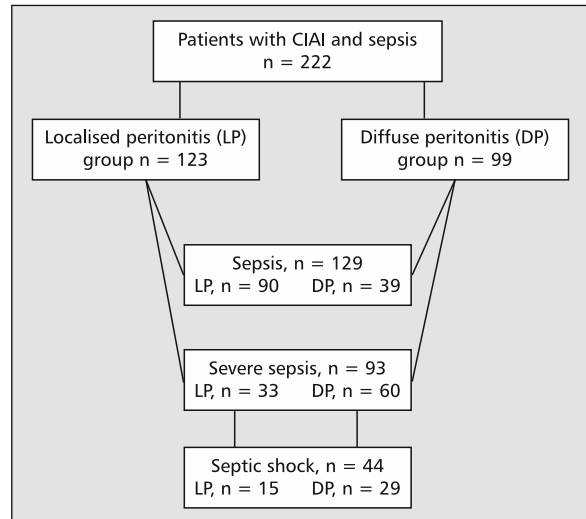 Patients with CIAI and sepsis
n = 222
Localised peritonitis (LP)
group n = 123
Diffuse peritonitis (DP)
group n = 99
Sepsis, n = 129
LP, n = 90 DP, n = 39
Severe sepsis, n = 93
LP, n = 33 DP, n = 60
Septic shock, n = 44
LP, n = 15 DP, n = 29